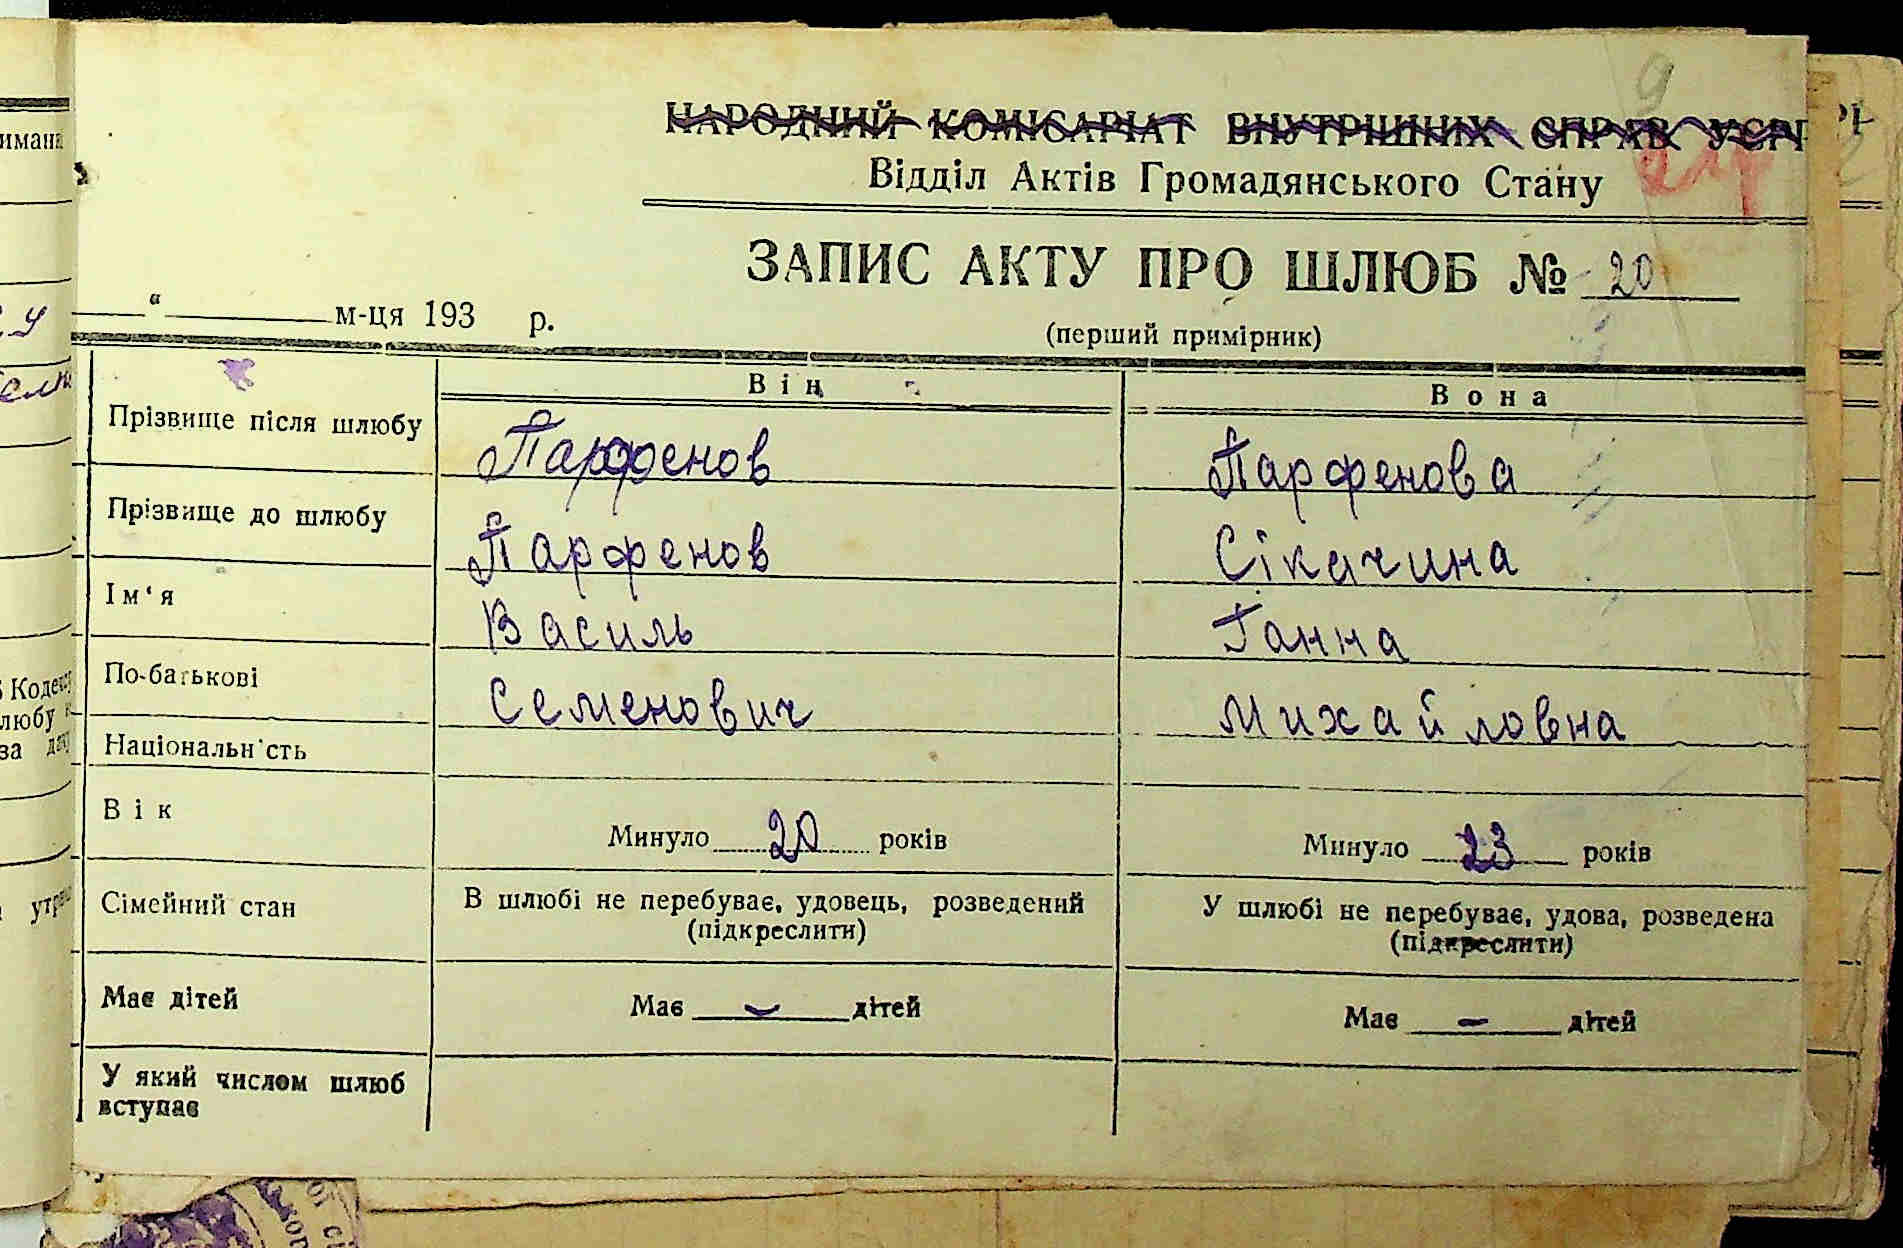 НАРОДНИЙ КОМІСАРІАТ ВНУТРІШНІХ СПРАВ УСРР
Відділ Актів Громадянського Стану
ЗАПИС АКТУ ПРО ШЛЮБ № 20
“ м-ця 193 р.
(перший примірник)
Він Вона
Прізвище після шлюбу Парфенов Парфенова
Прізвище до шлюбу Парфенов Сікачина
Ім‘я Василь Ганна
По-батькові Семенович Михайловна
Національність
Вік Минуло 20 років Минуло 23 років
Сімейний стан В шлюбі не перебуває, удовець, розведений У шлюбі не перебуває, удова, розведена
(підкреслити) (підкреслити)
Має дітей Має - дітей Має - дітей
У який числом шлюб
вступає